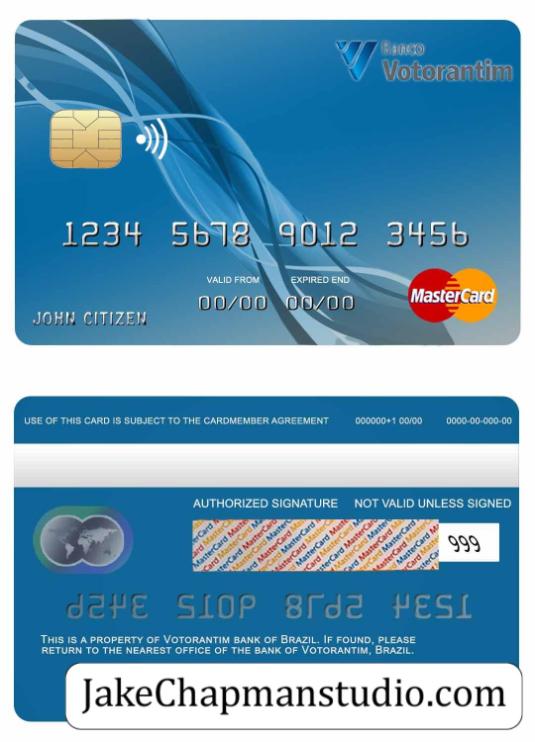 Banco
Votorantim
1234 5678 9012 3456
VALID FROM EXPIRED END
00/00 00/00
JOHN CITIZEN
MasterCard
USE OF THIS CARD IS SUBJECT TO THE CARDMEMBER AGREEMENT 000000+1 00/00 0000-00-000-00
AUTHORIZED SIGNATURE NOT VALID UNLESS SIGNED
999
THIS IS A PROPERTY OF VOTORANTIM BANK OF BRAZIL. IF FOUND, PLEASE
RETURN TO THE NEAREST OFFICE OF THE BANK OF VOTORANTIM, BRAZIL.
JakeChapmanstudio.com